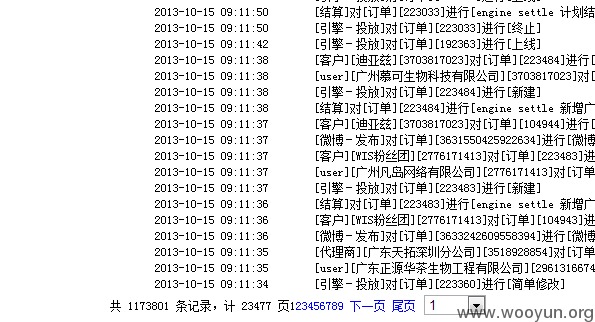 2013-10-15 09:11:50 [结算]对[订单][223033]进行[engine settle 计划结
2013-10-15 09:11:50 [引擎-投放]对[订单][223033]进行[终止]
2013-10-15 09:11:42 [引擎-投放]对[订单][192363]进行[上线]
2013-10-15 09:11:38 [客户][迪亚兹][3703817023]对[订单][223484]进行[
2013-10-15 09:11:38 [user][广州慕可生物科技有限公司][3703817023]对[
2013-10-15 09:11:38 [引擎-投放]对[订单][223484]进行[新建]
2013-10-15 09:11:38 [结算]对[订单][223484]进行[engine settle 新增广
2013-10-15 09:11:37 [客户][迪亚兹][3703817023]对[订单][104944]进行[
2013-10-15 09:11:37 [微博-发布]对[订单][3631550425922634]进行[微
2013-10-15 09:11:37 [客户][WIS粉丝团][2776171413]对[订单][223483]进
2013-10-15 09:11:37 [user][广州凡岛网络有限公司][2776171413]对[订
2013-10-15 09:11:37 [引擎-投放]对[订单][223483]进行[新建]
2013-10-15 09:11:36 [结算]对[订单][223483]进行[engine settle 新增广
2013-10-15 09:11:36 [客户][WIS粉丝团][2776171413]对[订单][104943]进
2013-10-15 09:11:36 [微博-发布]对[订单][3633242609558394]进行[微
2013-10-15 09:11:35 [代理商][广东天拓深圳分公司][3518928854]对[订
2013-10-15 09:11:35 [user][广东正源华茶生物工程有限公司][296131667
2013-10-15 09:11:34 [引擎-投放]对[订单][223360]进行[简单修改]
共 1173801 条记录，计 23477 页123456789 下一页 尾页 1
www.wooyun.org